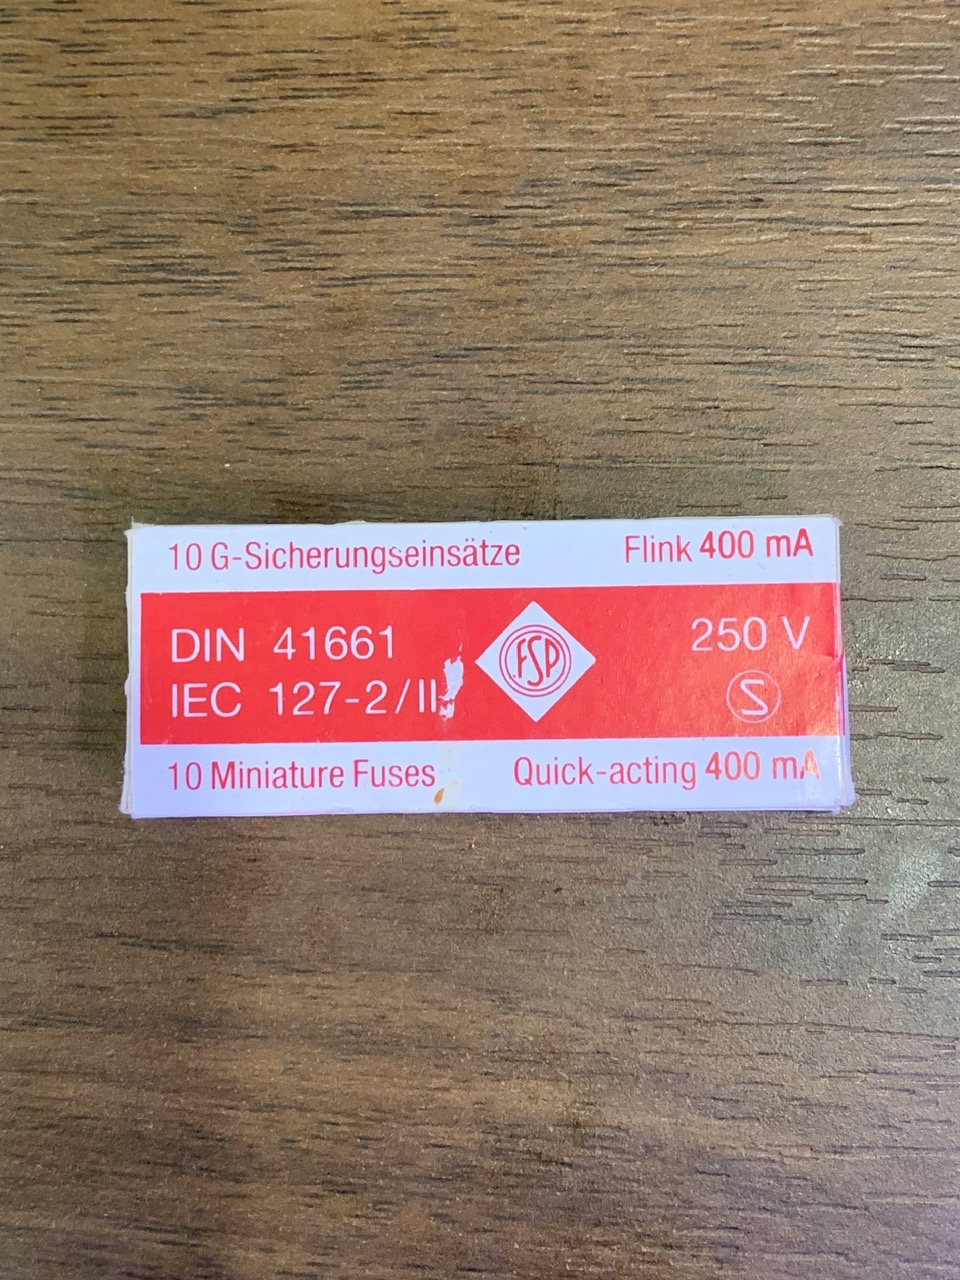 10 G-Sicherungseinsätze Flink 400 mA
DIN 41661 250 V
FSP
IEC 127-2/II S
10 Miniature Fuses Quick-acting 400 mA